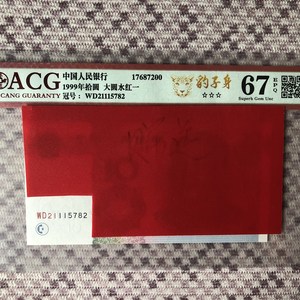 ACG
CANG GUARANTY
中国人民银行 17687200
1999年拾圆 大圆水红一
冠号: WD21115782
豹子号
☆☆☆
67 EPQ
Superb Gem Unc
WD21115782